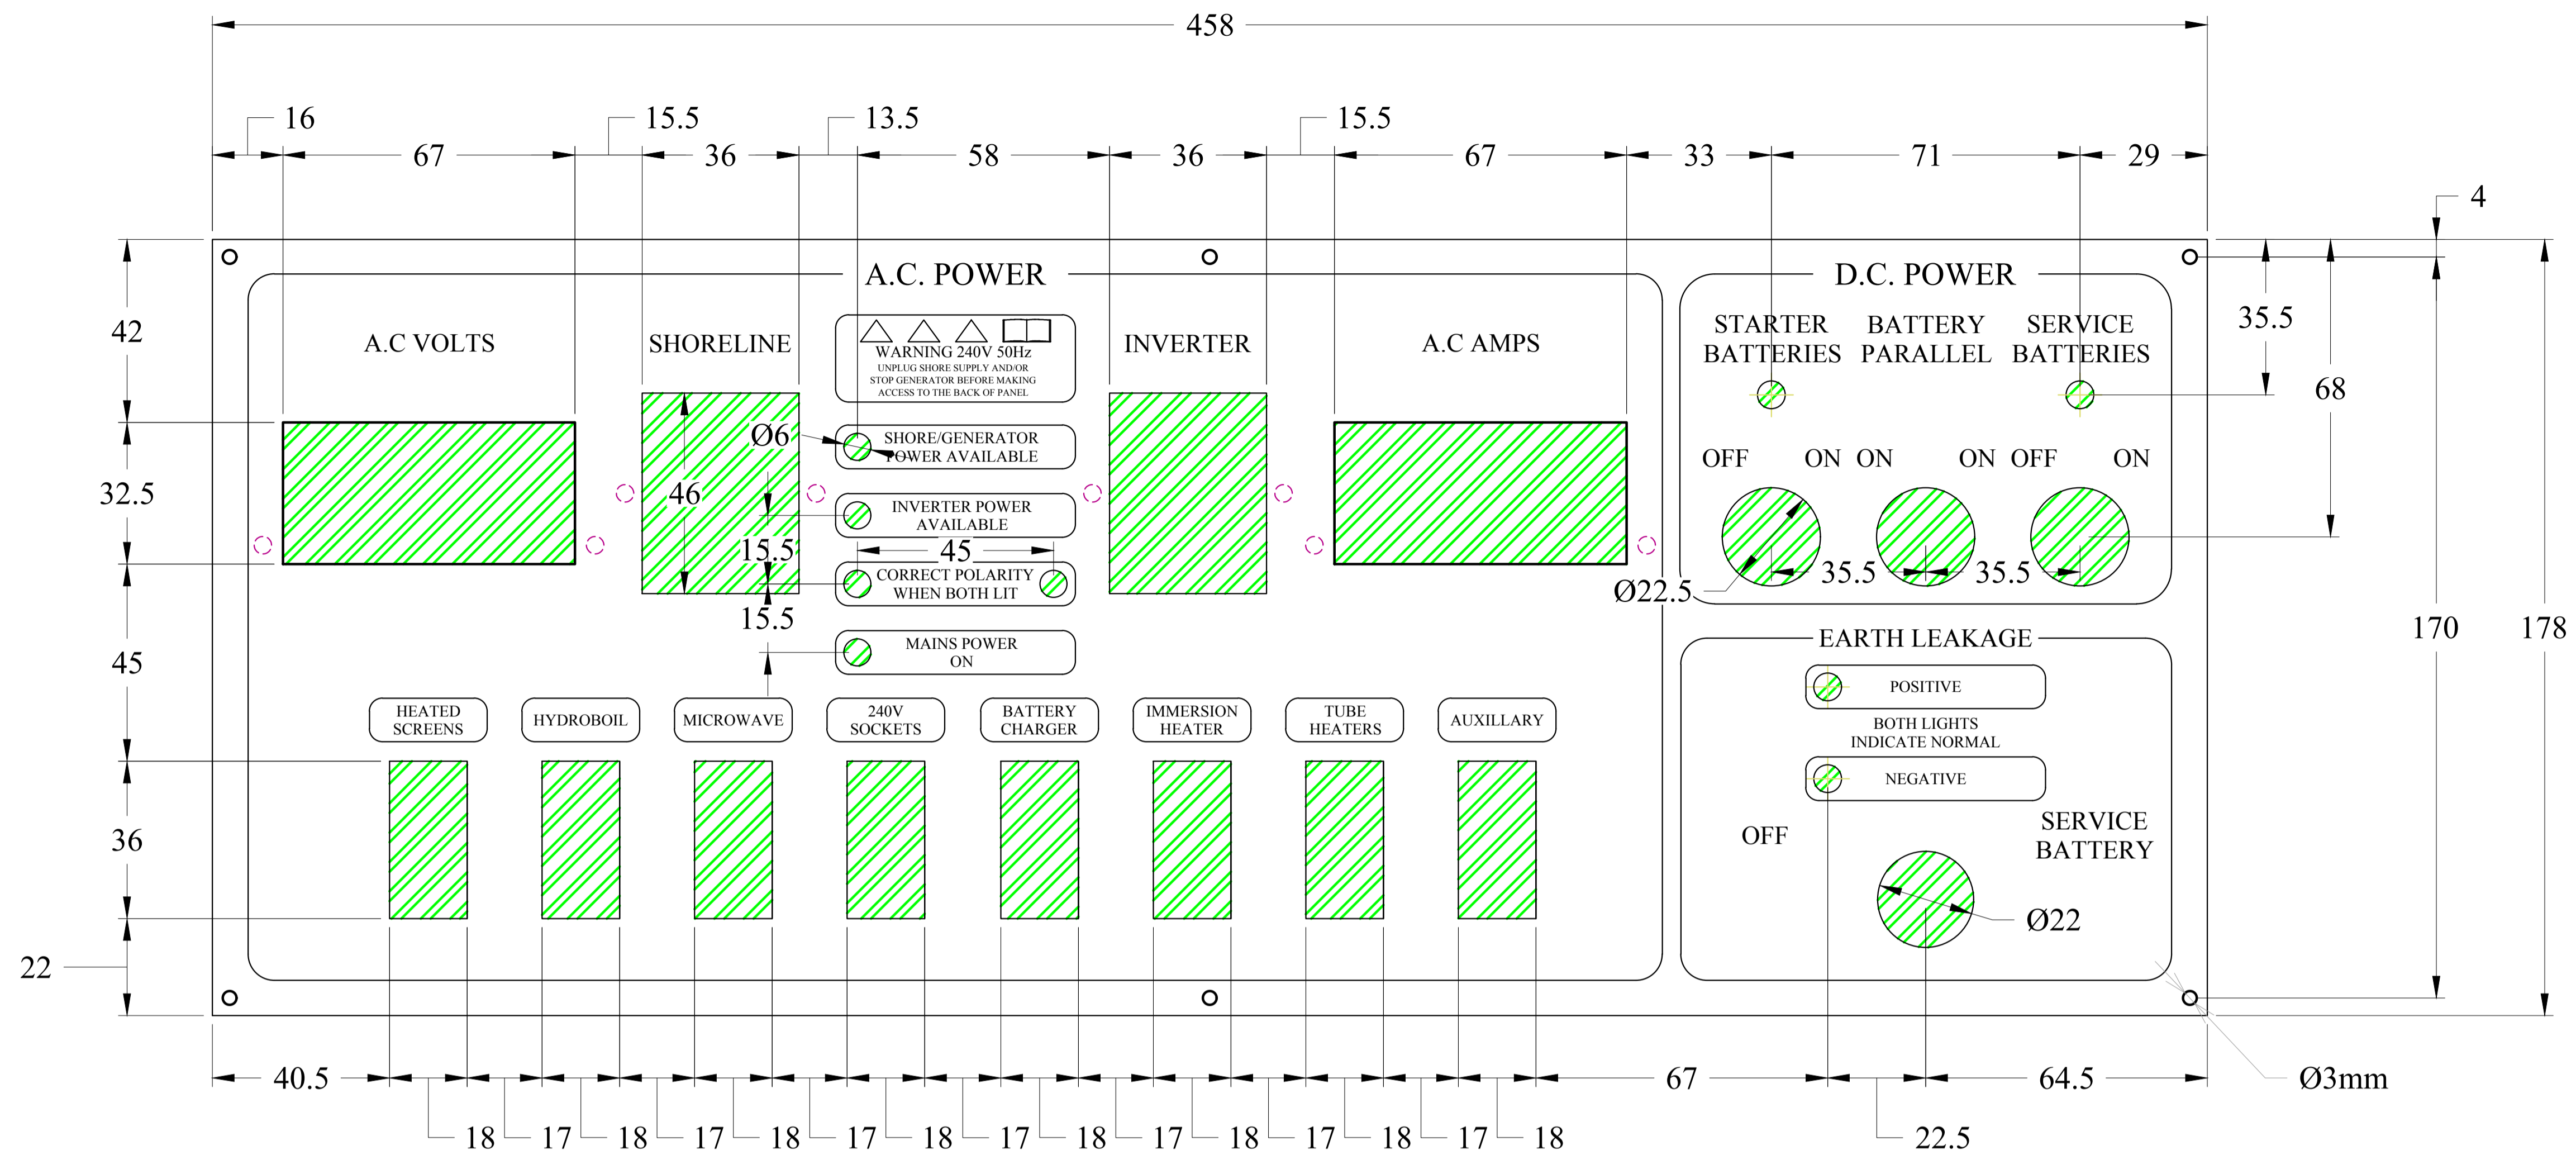 458
16
15.5
13.5
15.5
67
36
58
36
67
33
71
29
4
A.C. POWER
D.C. POWER
42
A.C VOLTS
SHORELINE
WARNING 240V 50Hz
UNPLUG SHORE SUPPLY AND/OR
STOP GENERATOR BEFORE MAKING
ACCESS TO THE BACK OF PANEL
INVERTER
A.C AMPS
STARTER
BATTERIES
BATTERY
PARALLEL
SERVICE
BATTERIES
35.5
68
Ø6
SHORE/GENERATOR
POWER AVAILABLE
OFF
ON
ON
ON
OFF
ON
32.5
46
INVERTER POWER
AVAILABLE
15.5
45
CORRECT POLARITY
WHEN BOTH LIT
15.5
Ø22.5
35.5
35.5
170
178
45
MAINS POWER
ON
EARTH LEAKAGE
POSITIVE
BOTH LIGHTS
INDICATE NORMAL
NEGATIVE
HEATED
SCREENS
HYDROBOIL
MICROWAVE
240V
SOCKETS
BATTERY
CHARGER
IMMERSION
HEATER
TUBE
HEATERS
AUXILLARY
36
OFF
SERVICE
BATTERY
Ø22
22
40.5
67
64.5
Ø3mm
18
17
18
17
18
17
18
17
18
17
18
17
18
17
18
22.5